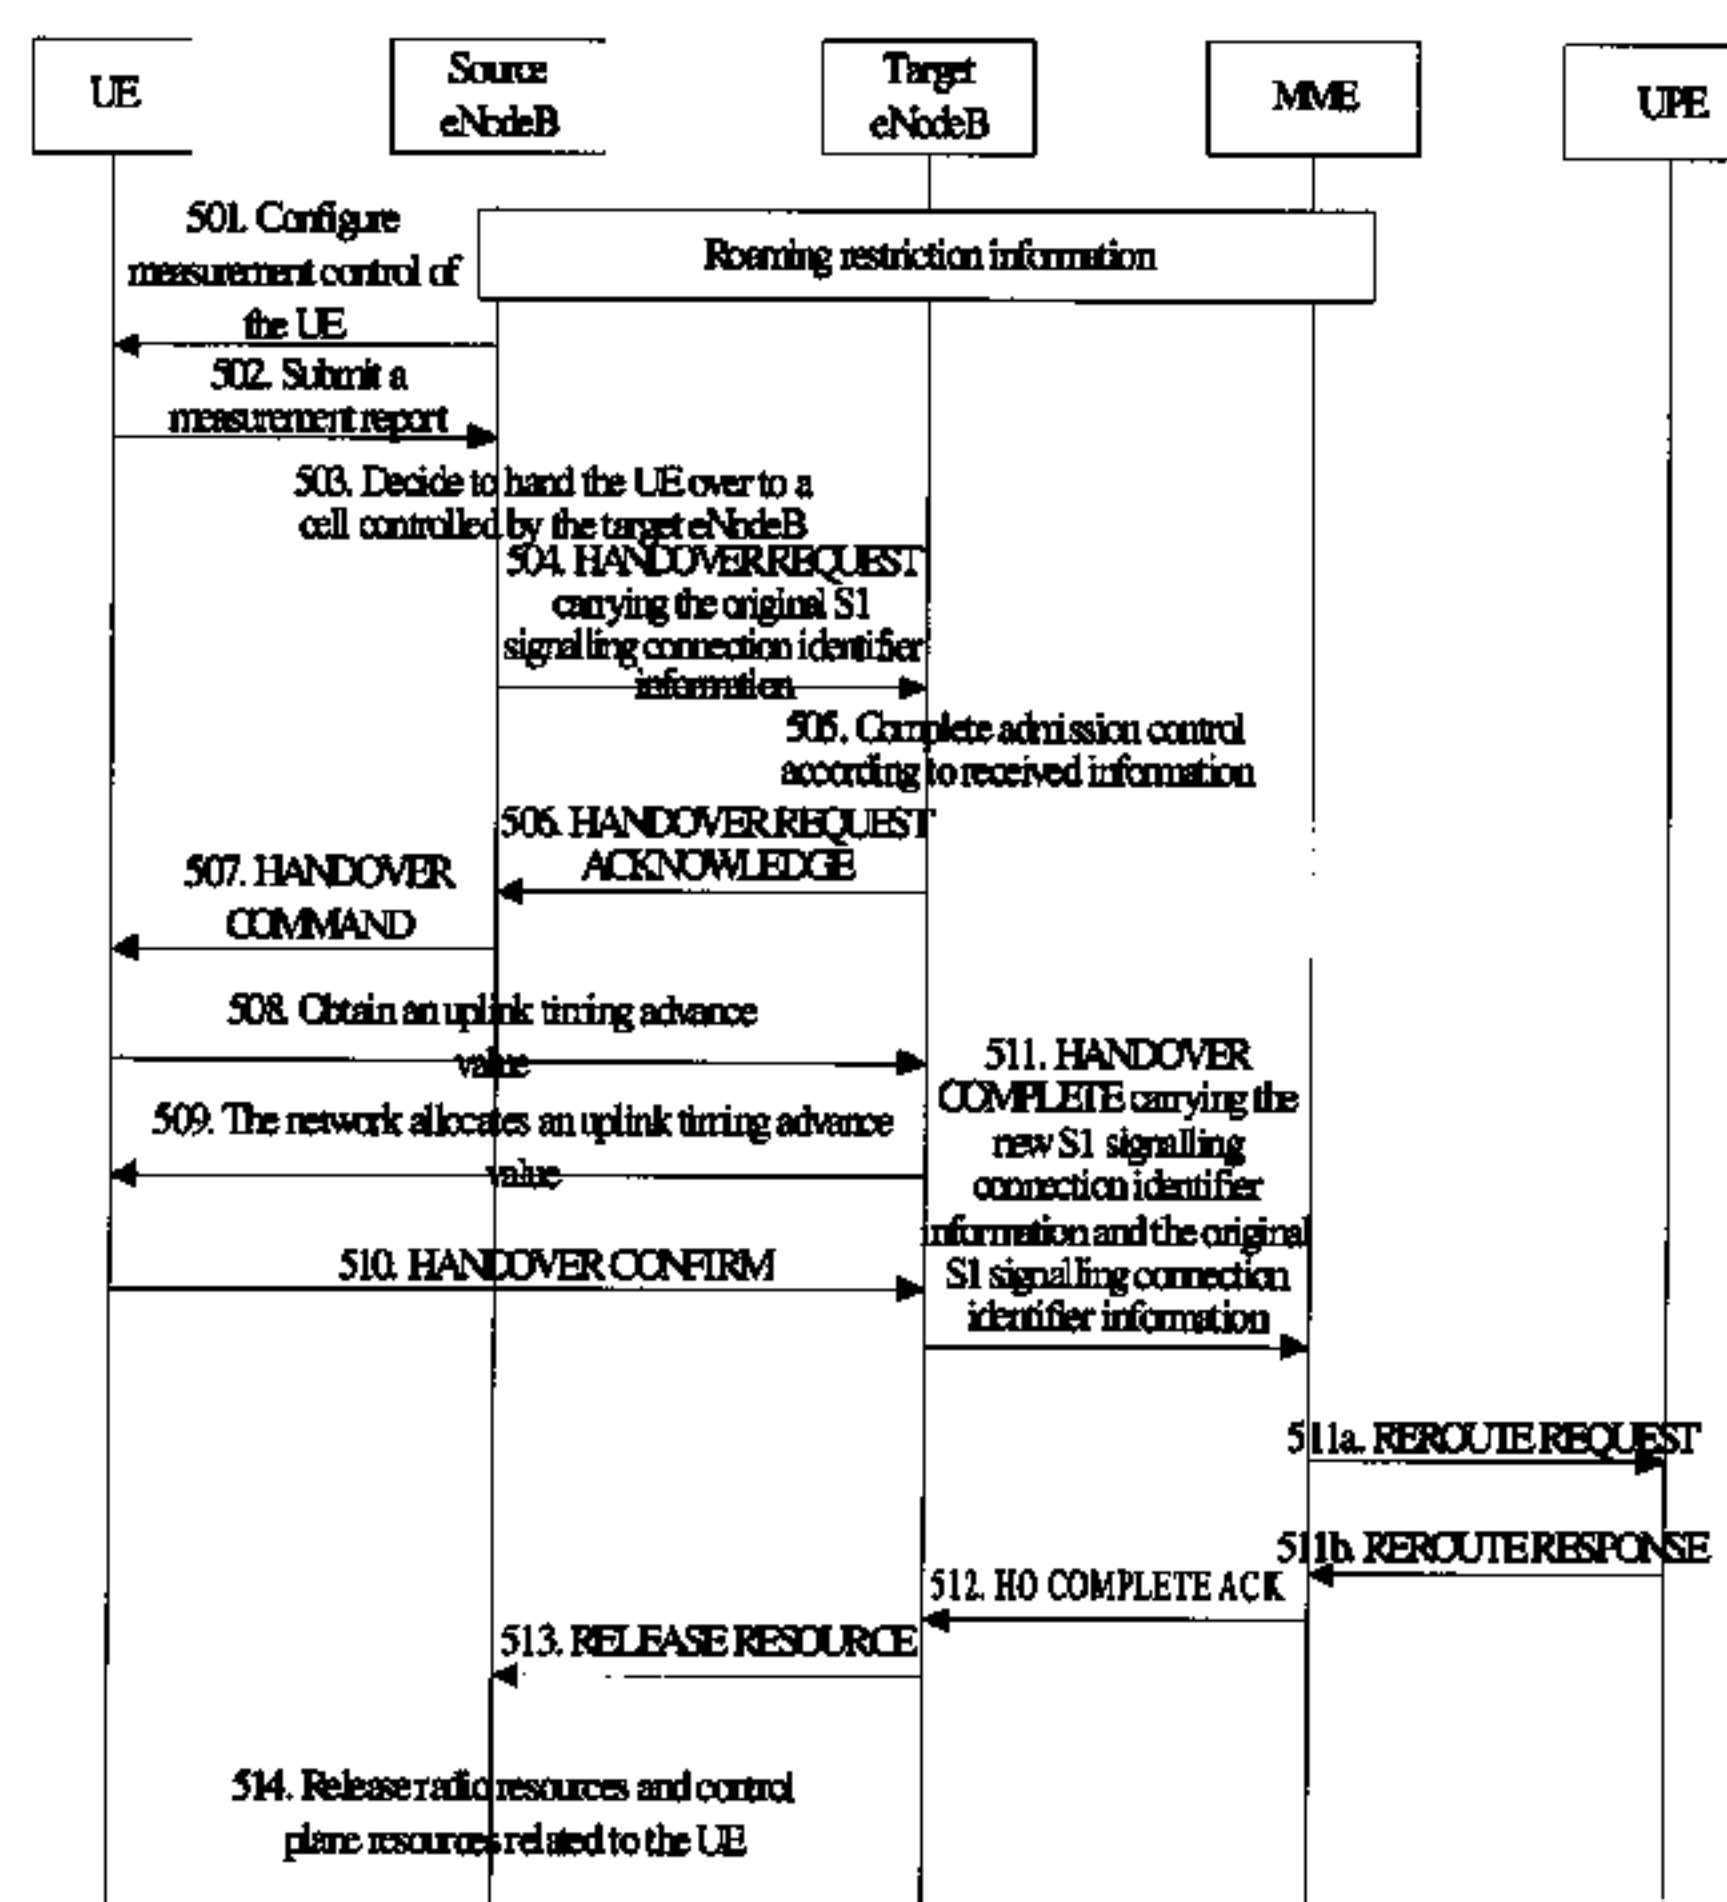 UE
Source
eNodeB
Target
eNodeB
MME
UPE
Roaming restriction information
501. Configure
measurement control of
the UE
502. Submit a
measurement report
503. Decide to hand the UE over to a
cell controlled by the target eNodeB
504. HANDOVER REQUEST
carrying the original S1
signalling connection identifier
information
505. Complete admission control
according to received information
506. HANDOVER REQUEST
ACKNOWLEDGE
507. HANDOVER
COMMAND
508. Obtain an uplink timing advance
value
509. The network allocates an uplink timing advance
value
510. HANDOVER CONFIRM
511. HANDOVER
COMPLETE carrying the
new S1 signalling
connection identifier
information and the original
S1 signalling connection
identifier information
511a. REROUTE REQUEST
511b. REROUTE RESPONSE
512. HO COMPLETE ACK
513. RELEASE RESOURCE
514. Release radio resources and control
plane resources related to the UE